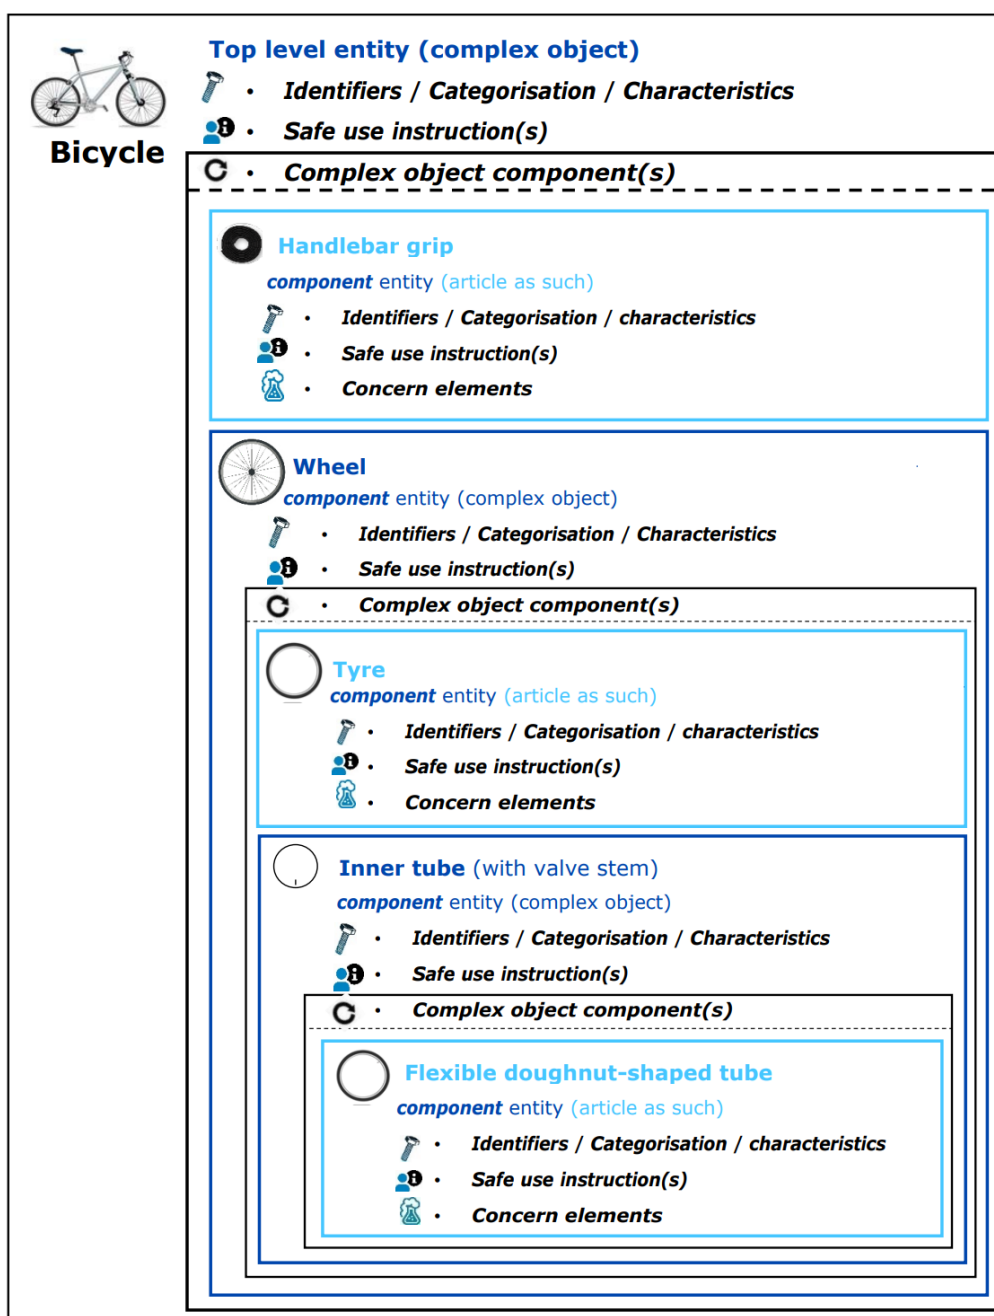 Top level entity (complex object)
• Identifiers / Categorisation / Characteristics
• Safe use instruction(s)
Bicycle
• Complex object component(s)
Handlebar grip
component entity (article as such)
• Identifiers / Categorisation / characteristics
• Safe use instruction(s)
• Concern elements
Wheel
component entity (complex object)
• Identifiers / Categorisation / Characteristics
• Safe use instruction(s)
• Complex object component(s)
Tyre
component entity (article as such)
• Identifiers / Categorisation / characteristics
• Safe use instruction(s)
• Concern elements
Inner tube (with valve stem)
component entity (complex object)
• Identifiers / Categorisation / Characteristics
• Safe use instruction(s)
• Complex object component(s)
Flexible doughnut-shaped tube
component entity (article as such)
• Identifiers / Categorisation / characteristics
• Safe use instruction(s)
• Concern elements